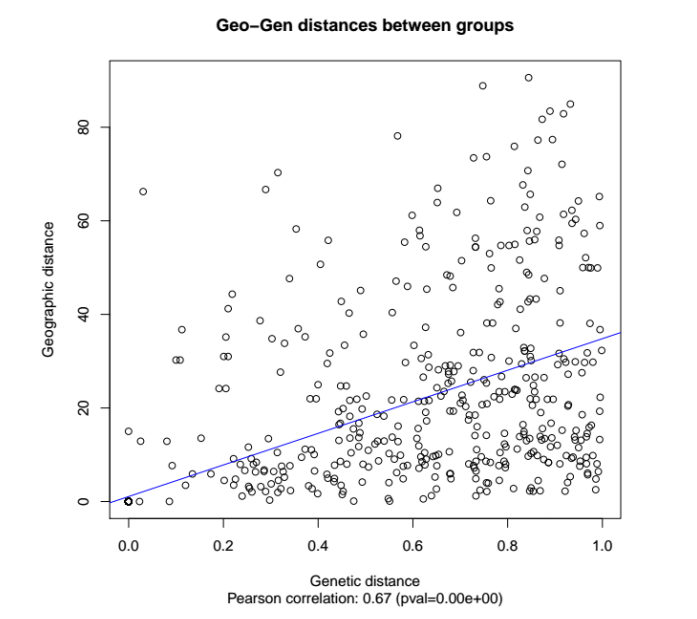 Geo−Gen distances between groups
Geographic distance
80
60
40
20
0
0.0 0.2 0.4 0.6 0.8 1.0
Genetic distance
Pearson correlation: 0.67 (pval=0.00e+00)